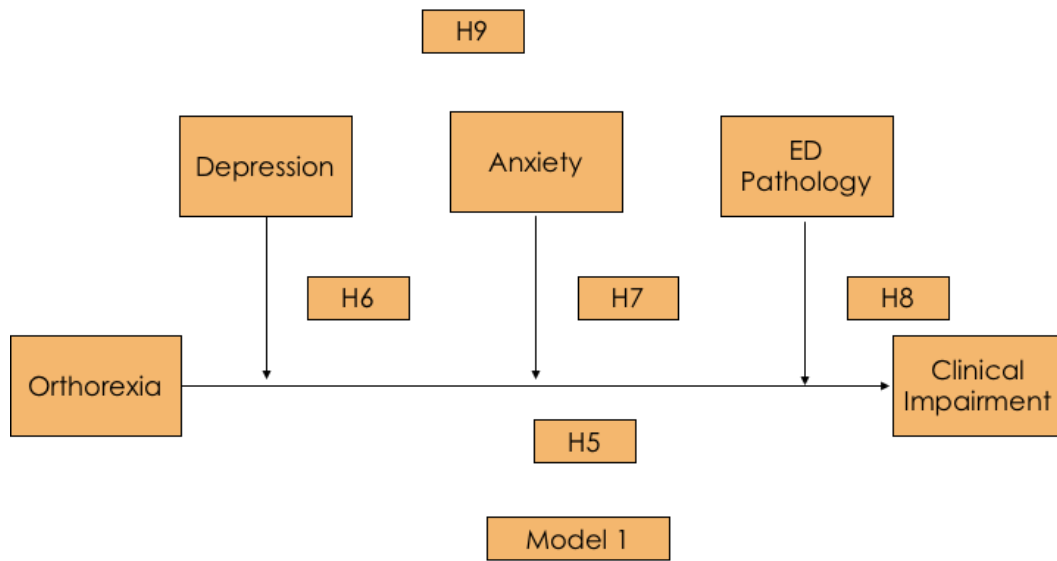 H9
Depression
Anxiety
ED
Pathology
H6
H7
H8
Orthorexia
Clinical
Impairment
H5
Model 1